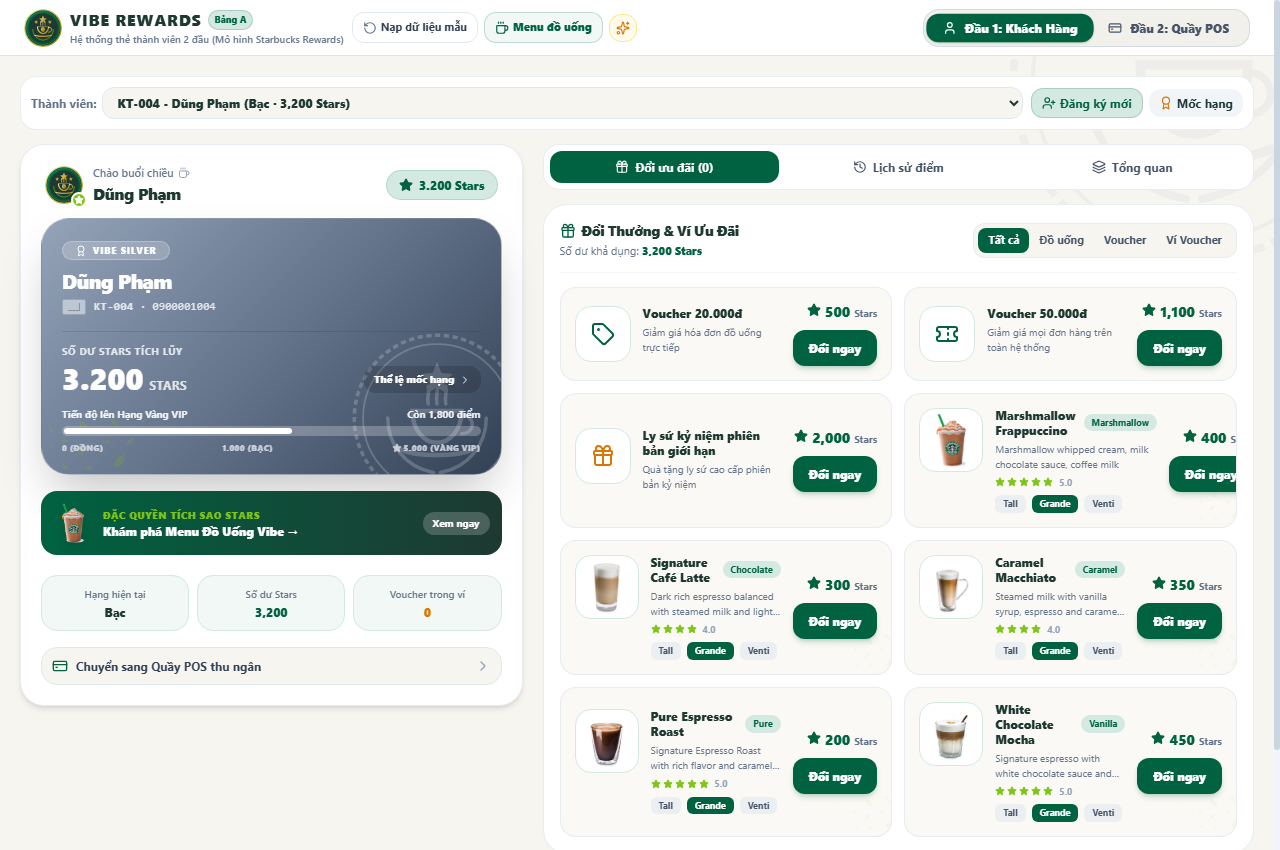 VIBE REWARDS Bảng A
Hệ thống thẻ thành viên 2 đầu (Mô hình Starbucks Rewards)
Nạp dữ liệu mẫu
Menu đồ uống
Đầu 1: Khách Hàng
Đầu 2: Quầy POS
Thành viên:
KT-004 - Dũng Phạm (Bạc · 3,200 Stars)
Đăng ký mới
Mốc hạng
Chào buổi chiều
Dũng Phạm
3.200 Stars
VIBE SILVER
Dũng Phạm
KT-004 · 0900001004
SỐ DƯ STARS TÍCH LŨY
3.200 STARS
Thể lệ mốc hạng
Tiến độ lên Hạng Vàng VIP
Còn 1,800 điểm
0 (ĐỒNG)
1.000 (BẠC)
5.000 (VÀNG VIP)
ĐẶC QUYỀN TÍCH SAO STARS
Khám phá Menu Đồ Uống Vibe →
Xem ngay
Hạng hiện tại
Bạc
Số dư Stars
3,200
Voucher trong ví
0
Chuyển sang Quầy POS thu ngân
Đổi ưu đãi (0)
Lịch sử điểm
Tổng quan
Đổi Thưởng & Ví Ưu Đãi
Số dư khả dụng: 3,200 Stars
Tất cả
Đồ uống
Voucher
Ví Voucher
Voucher 20.000đ
Giảm giá hóa đơn đồ uống
trực tiếp
500 Stars
Đổi ngay
Voucher 50.000đ
Giảm giá mọi đơn hàng trên
toàn hệ thống
1,100 Stars
Đổi ngay
Ly sứ kỷ niệm phiên
bản giới hạn
Quà tặng ly sứ cao cấp phiên
bản kỷ niệm
2,000 Stars
Đổi ngay
Marshmallow
Frappuccino
Marshmallow
Marshmallow whipped cream, milk
chocolate sauce, coffee milk
5.0
Tall Grande Venti
400 S
Đổi ngay
Signature
Café Latte
Chocolate
Dark rich espresso balanced
with steamed milk and light...
4.0
Tall Grande Venti
300 Stars
Đổi ngay
Caramel
Macchiato
Caramel
Steamed milk with vanilla
syrup, espresso and carame...
4.0
Tall Grande Venti
350 Stars
Đổi ngay
Pure Espresso
Roast
Pure
Signature Espresso Roast
with rich flavor and caramel...
5.0
Tall Grande Venti
200 Stars
Đổi ngay
White
Chocolate
Mocha
Vanilla
Signature espresso with
white chocolate sauce and...
5.0
Tall Grande Venti
450 Stars
Đổi ngay